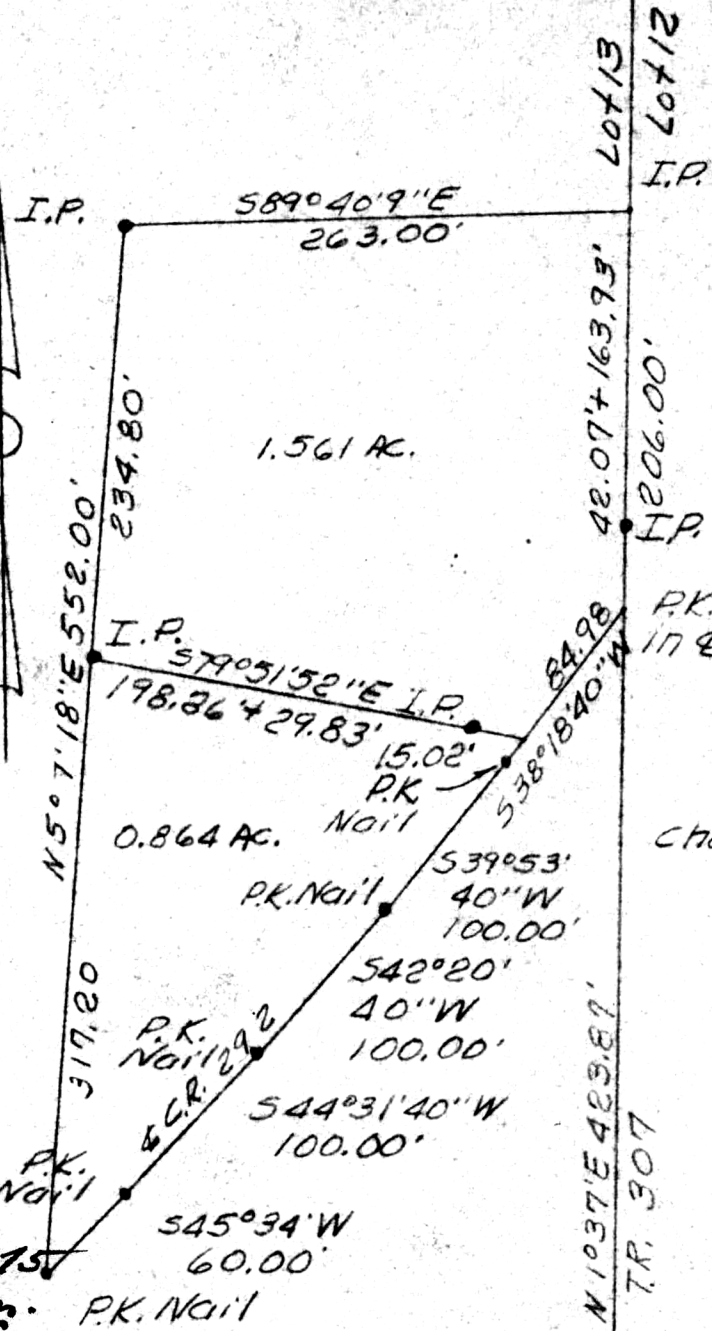 Lot 13
Lot 12
I.P.
I.P.
S89°40'9"E
263.00'
42.07'+163.93'
206.00'
234.80'
1.561 AC.
I.P.
N5°7'18"E 552.00'
I.P.
S79°51'52"E
I.P.
198.26 + 29.83'
15.02'
P.K.
Nail
84.98
S38°18'40"W
P.K.
in ℄
0.864 AC.
P.K. Nail
S39°53'
40"W
100.00'
S42°20'
40"W
100.00'
317.20
P.K.
Nail
℄ C.R. 292
S44°31'40"W
100.00'
P.K.
Nail
S45°34'W
60.00'
P.K. Nail
N1°37'E 423.87'
T.R. 307